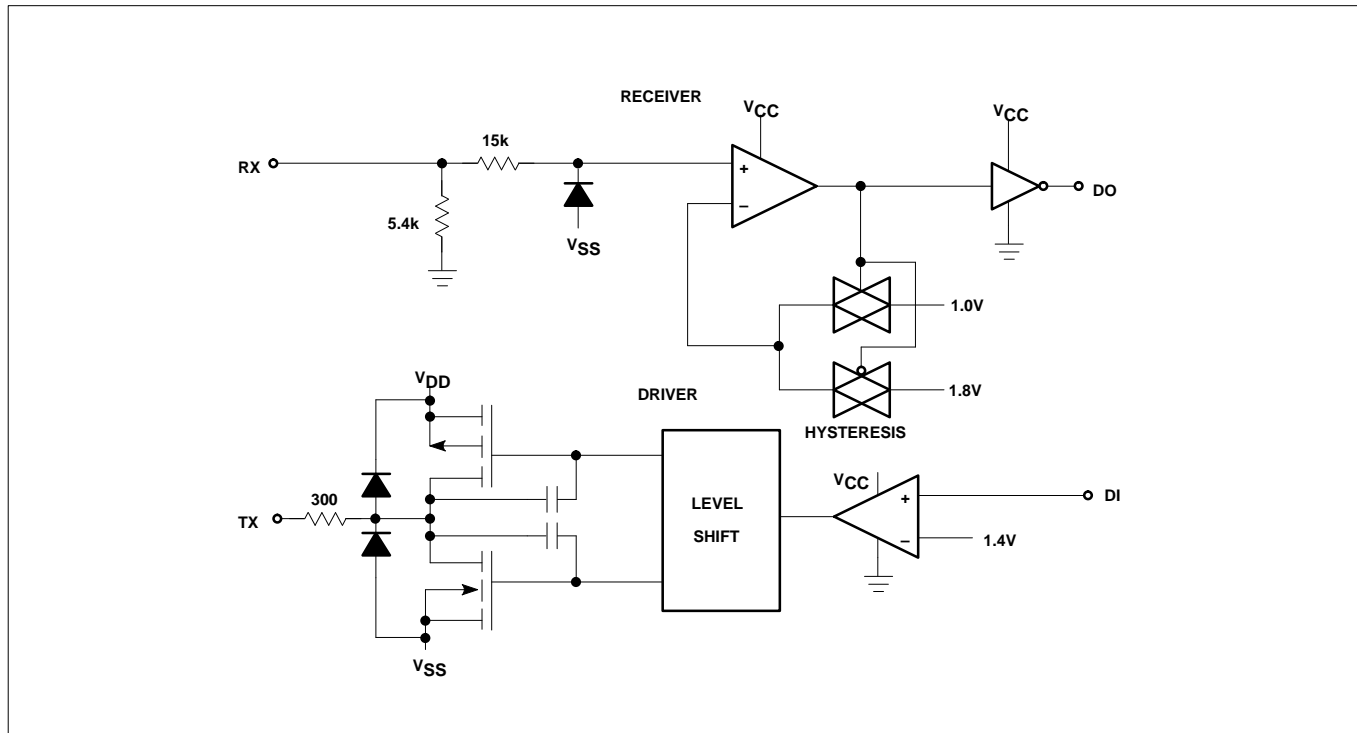 RECEIVER
VCC
VCC
15k
RX
+
−
DO
5.4k
VSS
1.0V
VDD
DRIVER
1.8V
HYSTERESIS
300
TX
LEVEL
SHIFT
VCC
+
−
DI
1.4V
VSS